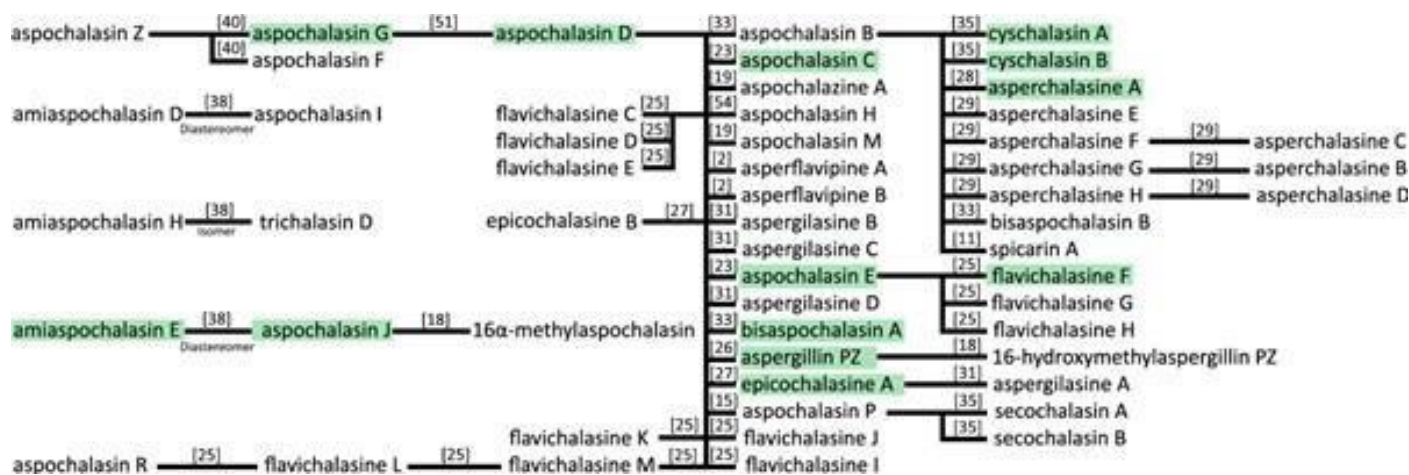 aspochalasin Z [40] aspochalasin G [51] aspochalasin D [33] aspochalasin B [35] cyschalasin A
[40] aspochalasin F [23] aspochalasin C [35] cyschalasin B
[19] aspochalazine A [28] asperchalasine A
amiaspochalasin D [38] aspochalasin I flavichalasine C [25] [54] aspochalasin H [29] asperchalasine E
Diastereomer
flavichalasine D [25] [19] aspochalasin M [29] asperchalasine F [29] asperchalasine C
flavichalasine E [25] [2] asperflavipine A [29] asperchalasine G [29] asperchalasine B
[2] asperflavipine B [29] asperchalasine H [29] asperchalasine D
amiaspochalasin H [38] trichalasin D epicochalasine B [27] [31] aspergilasine B [33] bisaspochalasin B
Isomer
[31] aspergilasine C [11] spicarin A
[23] aspochalasin E [25] flavichalasine F
[31] aspergilasine D [25] flavichalasine G
amiaspochalasin E [38] aspochalasin J [18] 16α-methylaspochalasin [33] bisaspochalasin A [25] flavichalasine H
Diastereomer
[26] aspergillin PZ [18] 16-hydroxymethylaspergillin PZ
[27] epicochalasine A [31] aspergilasine A
[15] aspochalasin P [35] secochalasin A
flavichalasine K [25] [25] flavichalasine J [35] secochalasin B
aspochalasin R [25] flavichalasine L [25] flavichalasine M [25] [25] flavichalasine I